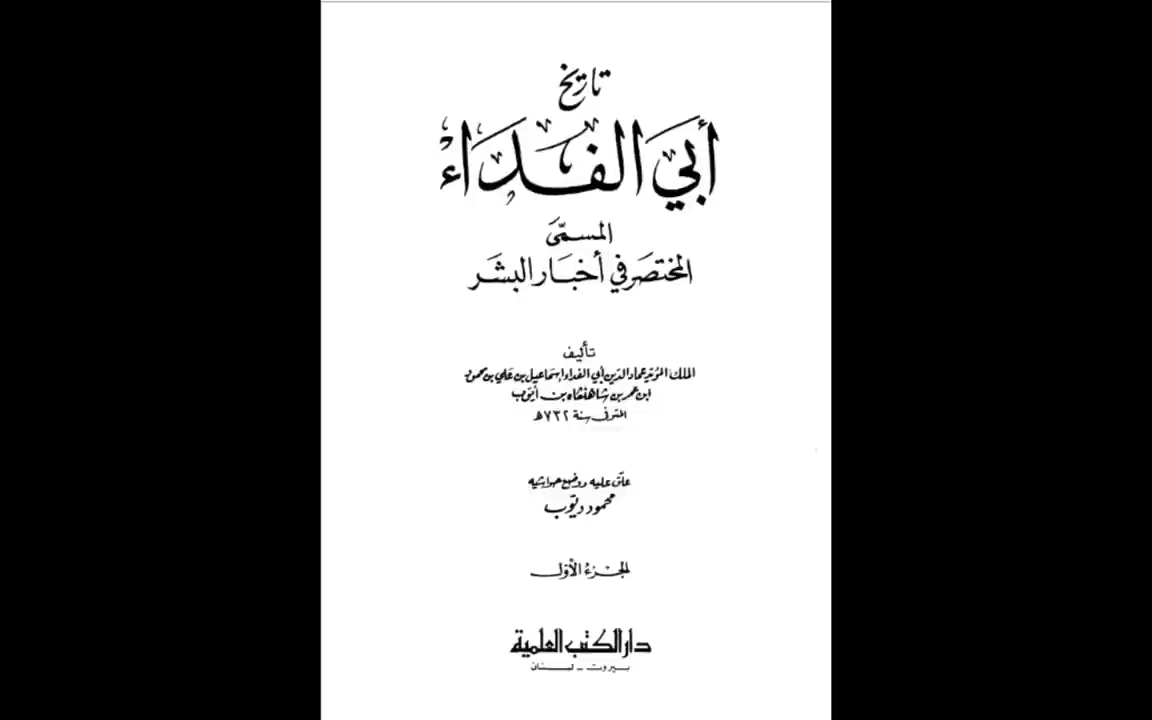 تاريخ
أبي الفداء
المسمى
المختصر في أخبار البشر
تأليف
الملك المؤيد عماد الدين أبي الفداء إسماعيل بن علي بن محمود
ابن عمر بن شاهنشاه بن أيوب
المتوفى سنة ٧٣٢ هـ
علق عليه ووضع حواشيه
محمود ديوب
الجزء الأول
دار الكتب العلمية
بيروت - لبنان